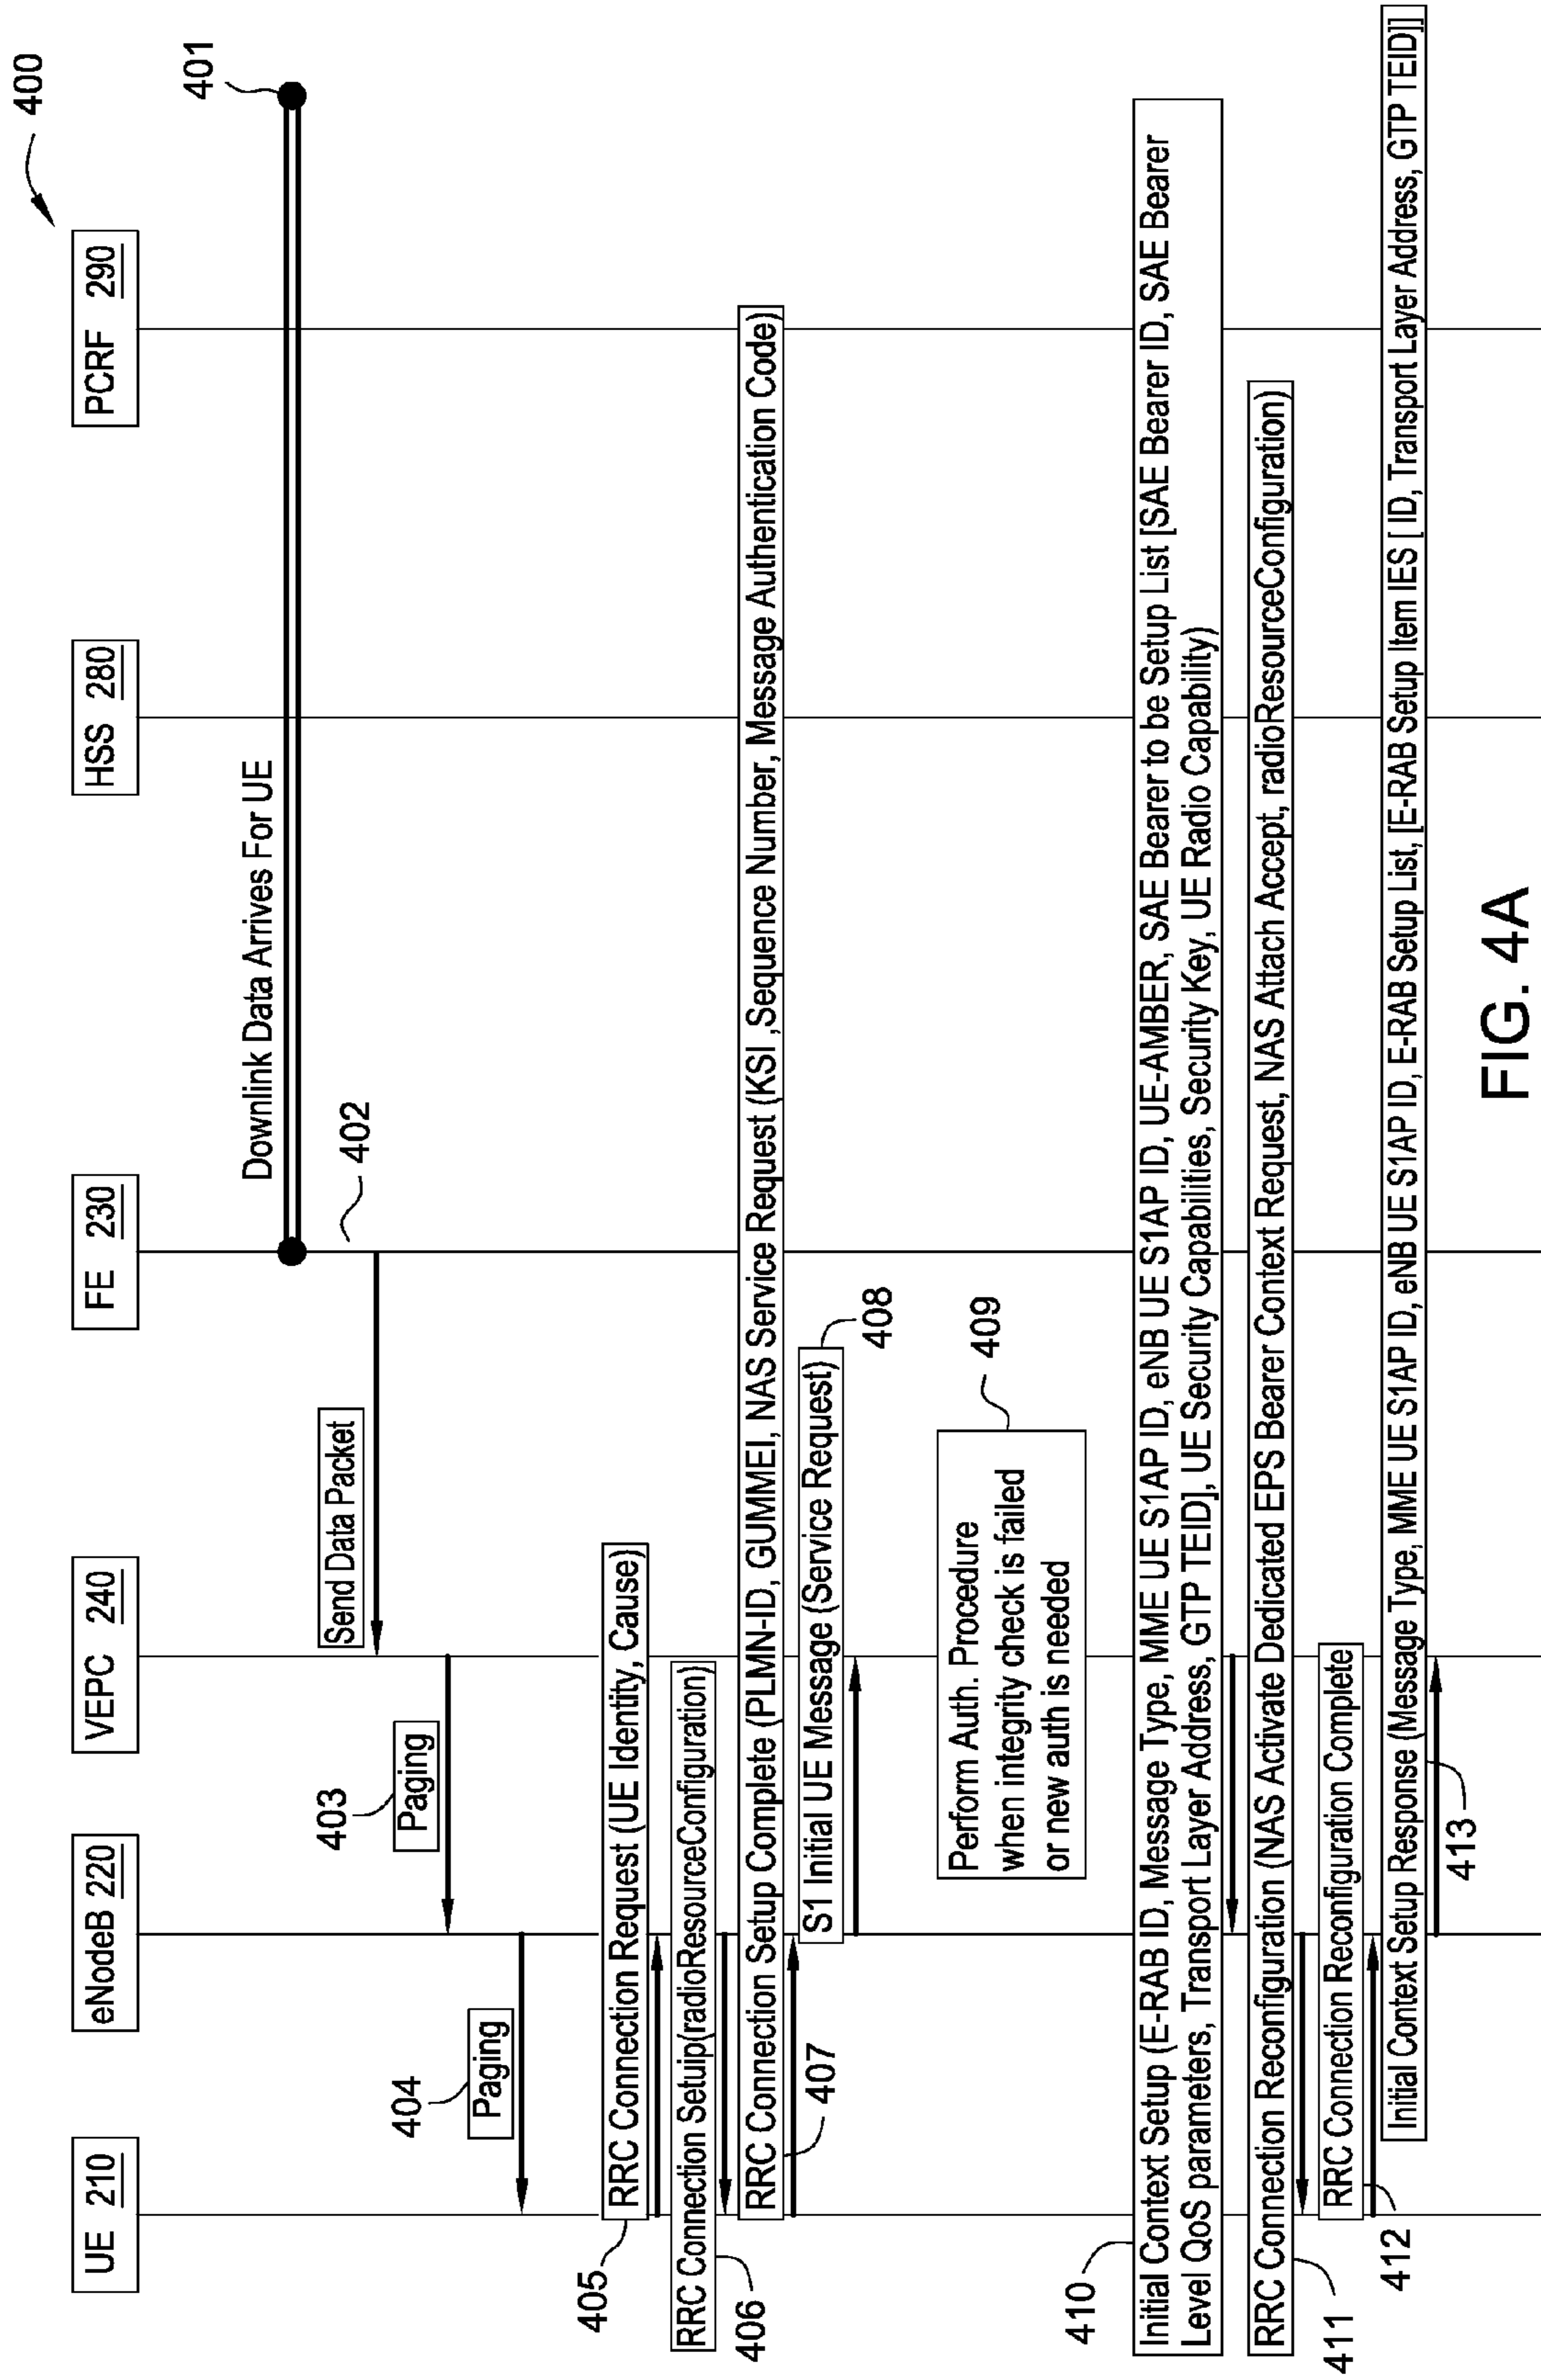 400
UE 210
eNodeB 220
VEPC 240
FE 230
HSS 280
PCRF 290
Downlink Data Arrives For UE
401
Send Data Packet
402
403
Paging
404
Paging
405
RRC Connection Request (UE Identity, Cause)
RRC Connection Setuip(radioResourceConfiguration)
406
RRC Connection Setup Complete (PLMN-ID, GUMMEI, NAS Service Request (KSI ,Sequence Number, Message Authentication Code)
407
S1 Initial UE Message (Service Request)
408
409
Perform Auth. Procedure
when integrity check is failed
or new auth is needed
410
Initial Context Setup (E-RAB ID, Message Type, MME UE S1AP ID, eNB UE S1AP ID, UE-AMBER, SAE Bearer to be Setup List [SAE Bearer ID, SAE Bearer
Level QoS parameters, Transport Layer Address, GTP TEID], UE Security Capabilities, Security Key, UE Radio Capability)
RRC Connection Reconfiguration (NAS Activate Dedicated EPS Bearer Context Request, NAS Attach Accept, radioResourceConfiguration)
411
RRC Connection Reconfiguration Complete
412
Initial Context Setup Response (Message Type, MME UE S1AP ID, eNB UE S1AP ID, E-RAB Setup List, [E-RAB Setup Item IES [ ID, Transport Layer Address, GTP TEID]]
413
FIG. 4A